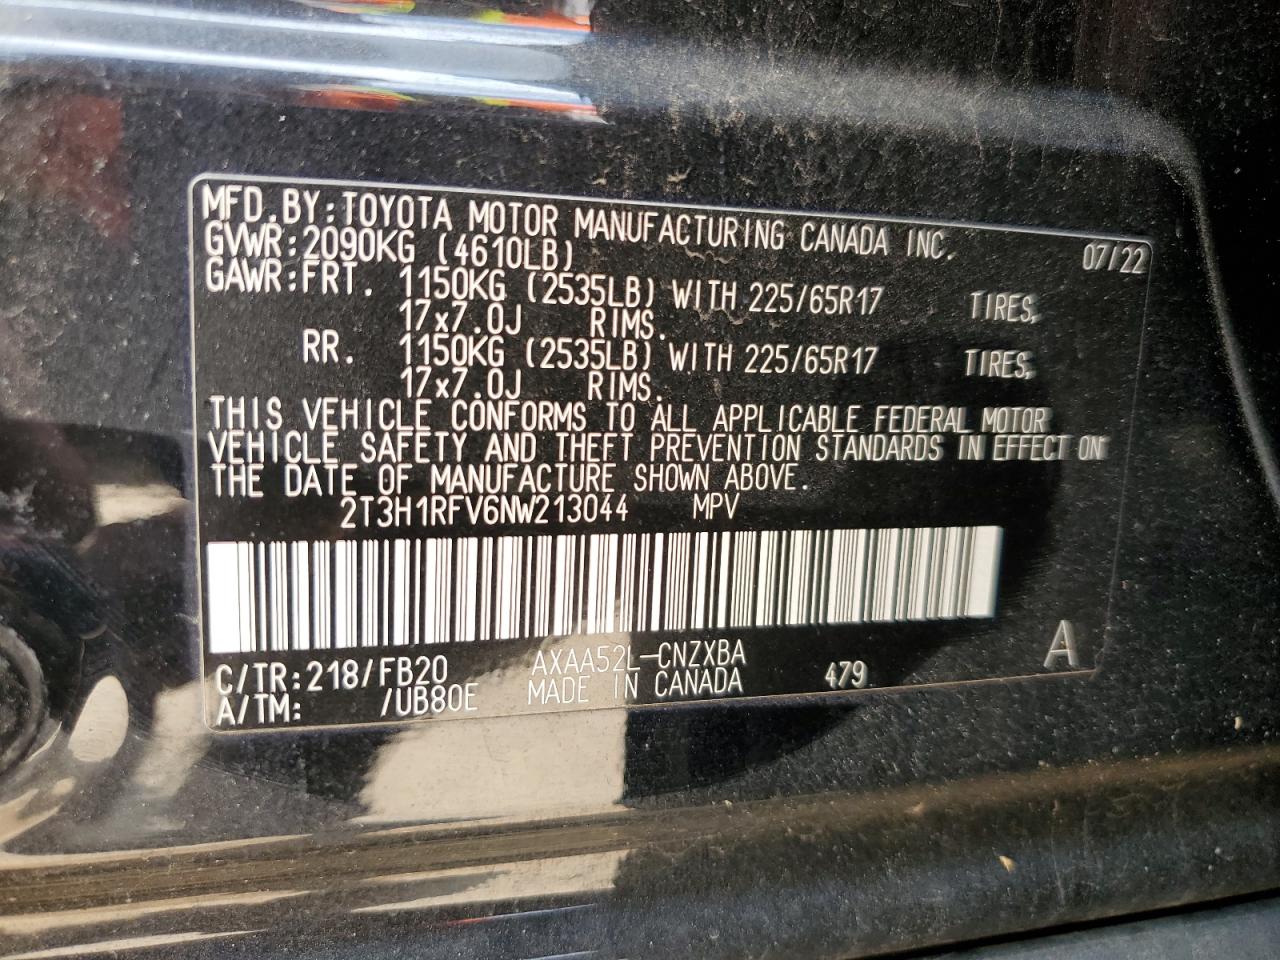 MFD.BY:TOYOTA MOTOR MANUFACTURING CANADA INC. 07/22
GVWR:2090KG (4610LB)
GAWR:FRT. 1150KG (2535LB) WITH 225/65R17 TIRES,
17x7.0J RIMS.
RR. 1150KG (2535LB) WITH 225/65R17 TIRES,
17x7.0J RIMS.
THIS VEHICLE CONFORMS TO ALL APPLICABLE FEDERAL MOTOR
VEHICLE SAFETY AND THEFT PREVENTION STANDARDS IN EFFECT ON
THE DATE OF MANUFACTURE SHOWN ABOVE.
2T3H1RFV6NW213044 MPV
C/TR:218/FB20 AXAA52L-CNZXBA A
A/TM: /UB80E MADE IN CANADA 479